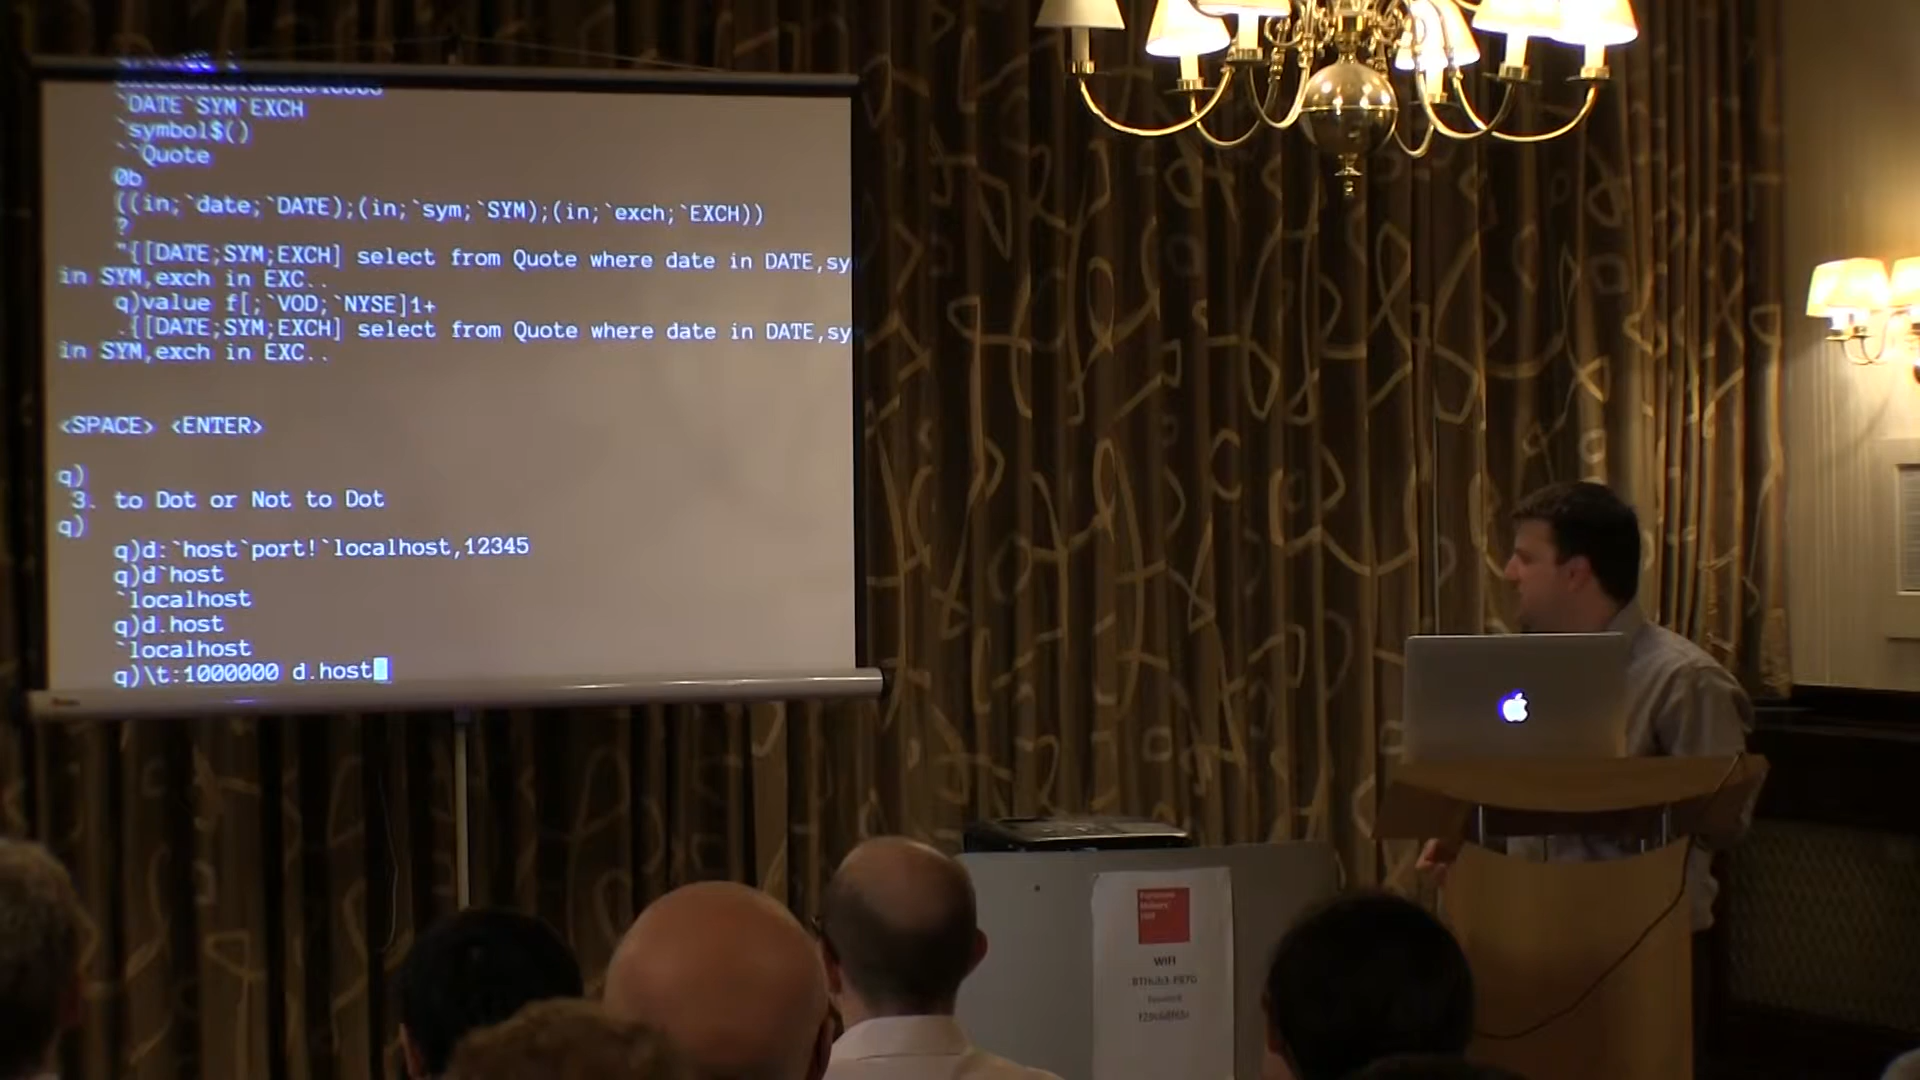 `DATE`SYM`EXCH
`symbol$()
``Quote
0b
((in;`date;`DATE);(in;`sym;`SYM);(in;`exch;`EXCH))
?
"{[DATE;SYM;EXCH] select from Quote where date in DATE,sy
in SYM,exch in EXC..
q)value f[;`VOD;`NYSE]1+
.{[DATE;SYM;EXCH] select from Quote where date in DATE,sy
in SYM,exch in EXC..
<SPACE> <ENTER>
q)
3. to Dot or Not to Dot
q)
q)d:`host`port!`localhost,12345
q)d`host
`localhost
q)d.host
`localhost
q)\t:1000000 d.host
WIFI